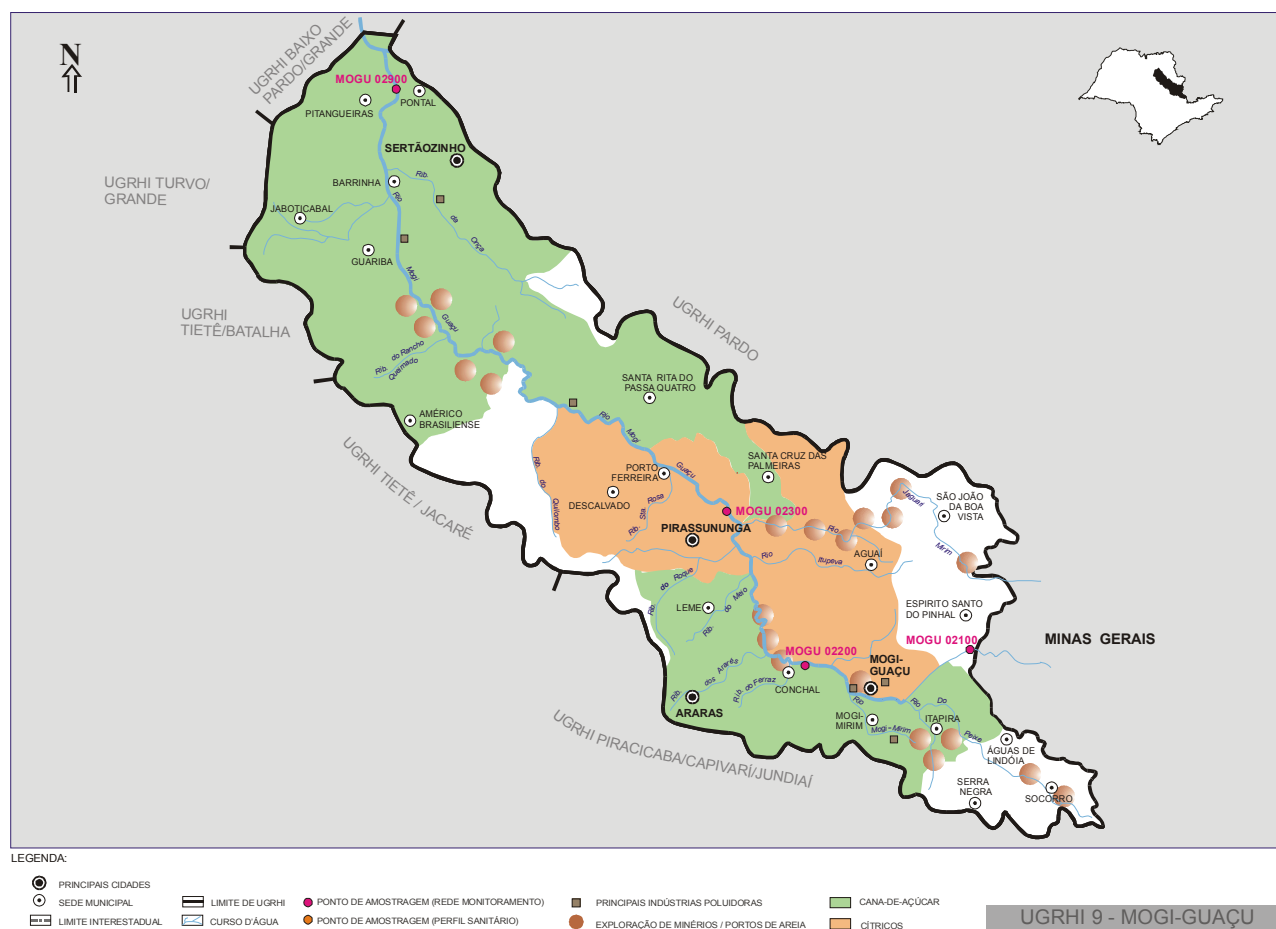 N
UGRHI BAIXO
PARDO/GRANDE
MOGU 02900
PONTAL
PITANGUEIRAS
SERTÃOZINHO
UGRHI TURVO/
GRANDE
BARRINHA
Rib.
da
Onça
Rio
JABOTICABAL
GUARIBA
Mogi
Guaçu
UGRHI
TIETÊ/BATALHA
Rib. do Rancho
Queimado
UGRHI PARDO
SANTA RITA DO
PASSA QUATRO
AMÉRICO
BRASILIENSE
Rio
Mogi
Guaçu
UGRHI TIETÊ / JACARÉ
Rib. do Quilombo
PORTO
FERREIRA
DESCALVADO
Rib. Sta Rosa
SANTA CRUZ DAS
PALMEIRAS
MOGU 02300
PIRASSUNUNGA
Rio
Jaguari
Mirim
SÃO JOÃO
DA BOA
VISTA
AGUAÍ
Rio Itupeva
Rib. do Roque
LEME
Rib. do Meio
ESPIRITO SANTO
DO PINHAL
MOGU 02100
MINAS GERAIS
MOGU 02200
MOGI-
GUAÇU
CONCHAL
Rib. dos Ararés
Rib. do Ferraz
ARARAS
UGRHI PIRACICABA/CAPIVARÍ/JUNDIAÍ
Rio
Mogi-Mirim
MOGI-
MIRIM
Rio Do Peixe
ITAPIRA
ÁGUAS DE
LINDÓIA
SERRA
NEGRA
SOCORRO
LEGENDA:
PRINCIPAIS CIDADES
SEDE MUNICIPAL
LIMITE INTERESTADUAL
LIMITE DE UGRHI
CURSO D'ÁGUA
PONTO DE AMOSTRAGEM (REDE MONITORAMENTO)
PONTO DE AMOSTRAGEM (PERFIL SANITÁRIO)
PRINCIPAIS INDÚSTRIAS POLUIDORAS
EXPLORAÇÃO DE MINÉRIOS / PORTOS DE AREIA
CANA-DE-AÇÚCAR
CÍTRICOS
UGRHI 9 - MOGI-GUAÇU